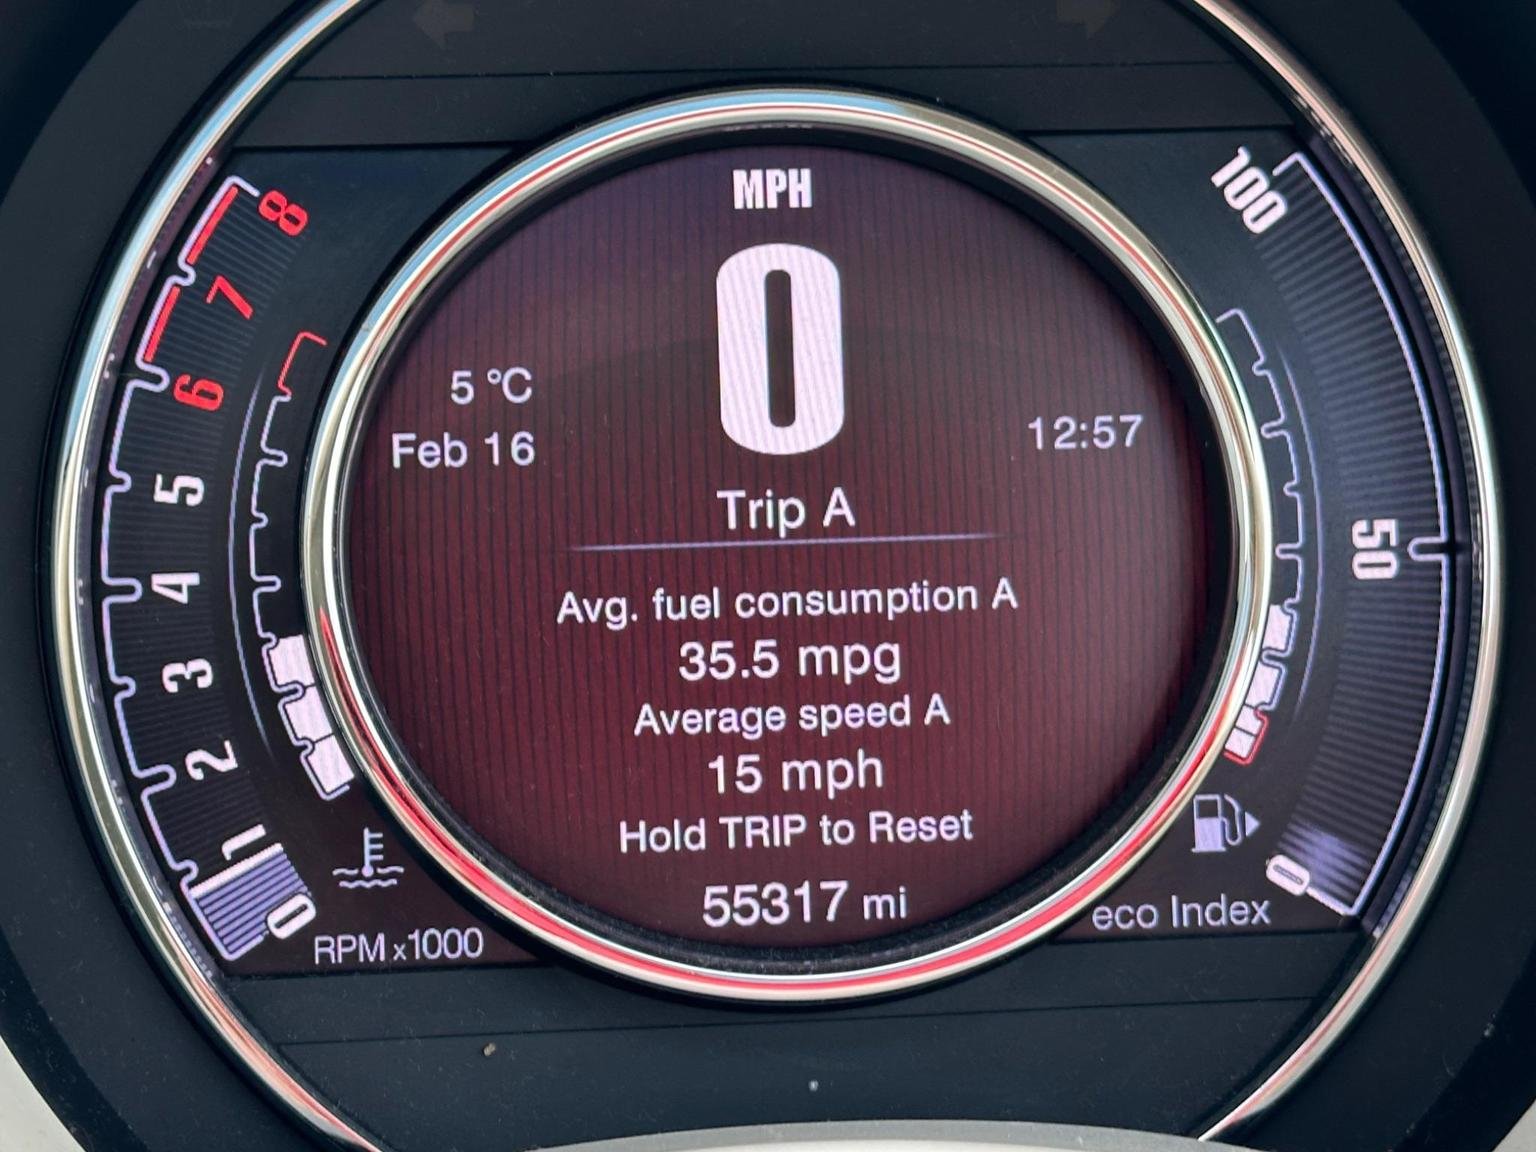 MPH
0
5 °C
Feb 16
12:57
Trip A
Avg. fuel consumption A
35.5 mpg
Average speed A
15 mph
Hold TRIP to Reset
55317 mi
8
7
6
5
4
3
2
1
0
RPM x1000
100
50
0
eco Index